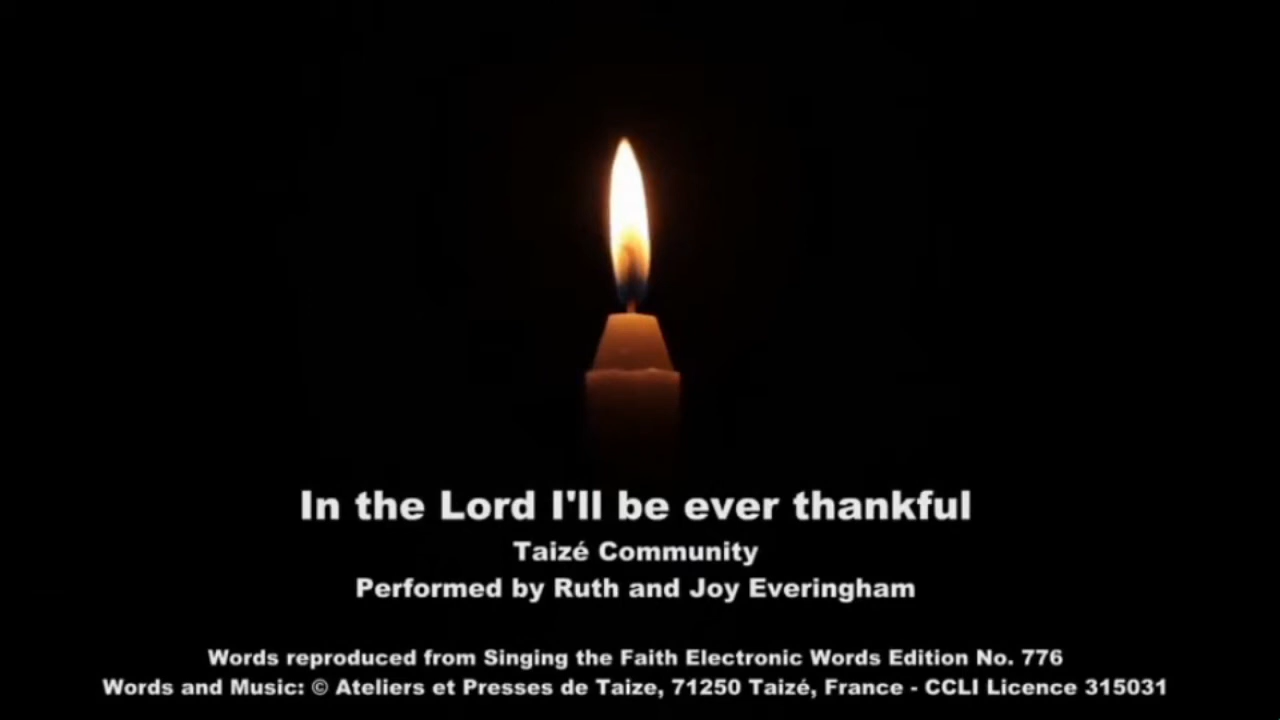 In the Lord I'll be ever thankful
Taizé Community
Performed by Ruth and Joy Everingham
Words reproduced from Singing the Faith Electronic Words Edition No. 776
Words and Music: © Ateliers et Presses de Taize, 71250 Taizé, France - CCLI Licence 315031